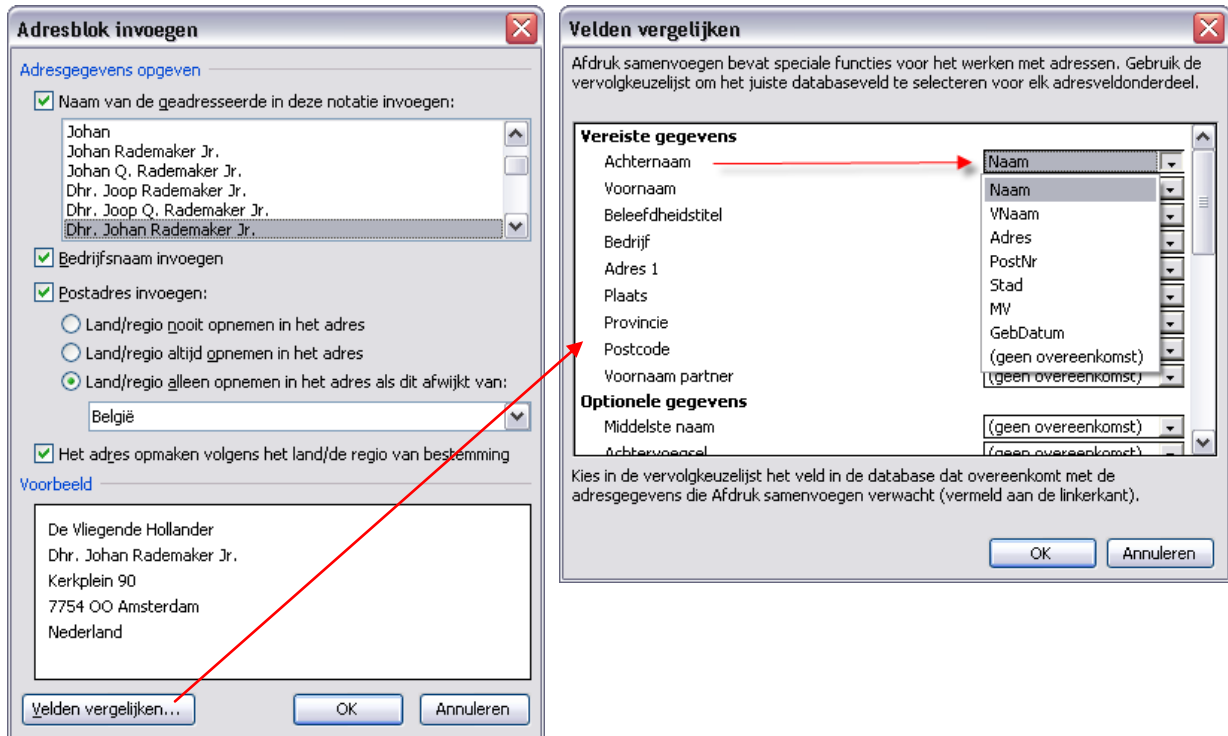 Adresblok invoegen
Adresgegevens opgeven
Naam van de geadresseerde in deze notatie invoegen:
Johan
Johan Rademaker Jr.
Johan Q. Rademaker Jr.
Dhr. Joop Rademaker Jr.
Dhr. Joop Q. Rademaker Jr.
Dhr. Johan Rademaker Jr.
Bedrijfsnaam invoegen
Postadres invoegen:
Land/regio nooit opnemen in het adres
Land/regio altijd opnemen in het adres
Land/regio alleen opnemen in het adres als dit afwijkt van:
België
Het adres opmaken volgens het land/de regio van bestemming
Voorbeeld
De Vliegende Hollander
Dhr. Johan Rademaker Jr.
Kerkplein 90
7754 OO Amsterdam
Nederland
Velden vergelijken...
OK
Annuleren
Velden vergelijken
Afdruk samenvoegen bevat speciale functies voor het werken met adressen. Gebruik de
vervolgkeuzelijst om het juiste databaseveld te selecteren voor elk adresveldonderdeel.
Vereiste gegevens
Achternaam
Naam
Voornaam
Beleefdheidstitel
Bedrijf
Adres 1
Plaats
Provincie
Postcode
Voornaam partner
(geen overeenkomst)
Naam
VNaam
Adres
PostNr
Stad
MV
GebDatum
(geen overeenkomst)
Optionele gegevens
Middelste naam
(geen overeenkomst)
Achtervoegsel
(geen overeenkomst)
Kies in de vervolgkeuzelijst het veld in de database dat overeenkomt met de
adresgegevens die Afdruk samenvoegen verwacht (vermeld aan de linkerkant).
OK
Annuleren